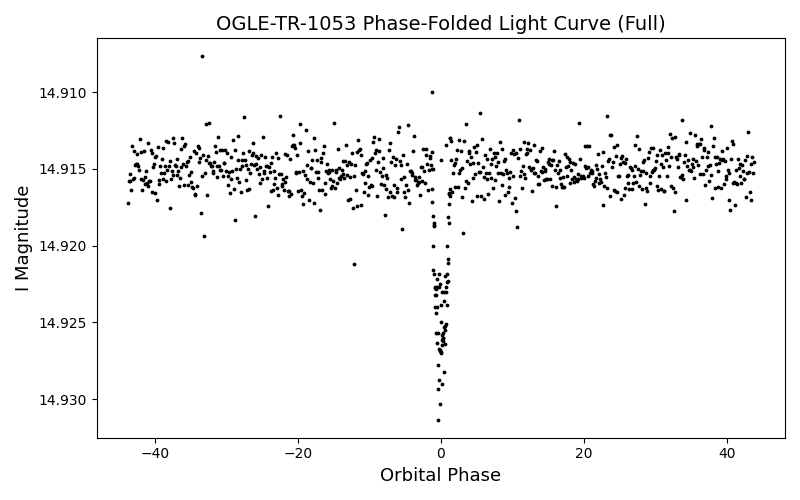 OGLE-TR-1053 Phase-Folded Light Curve (Full)
I Magnitude
14.910
14.915
14.920
14.925
14.930
−40 −20 0 20 40
Orbital Phase